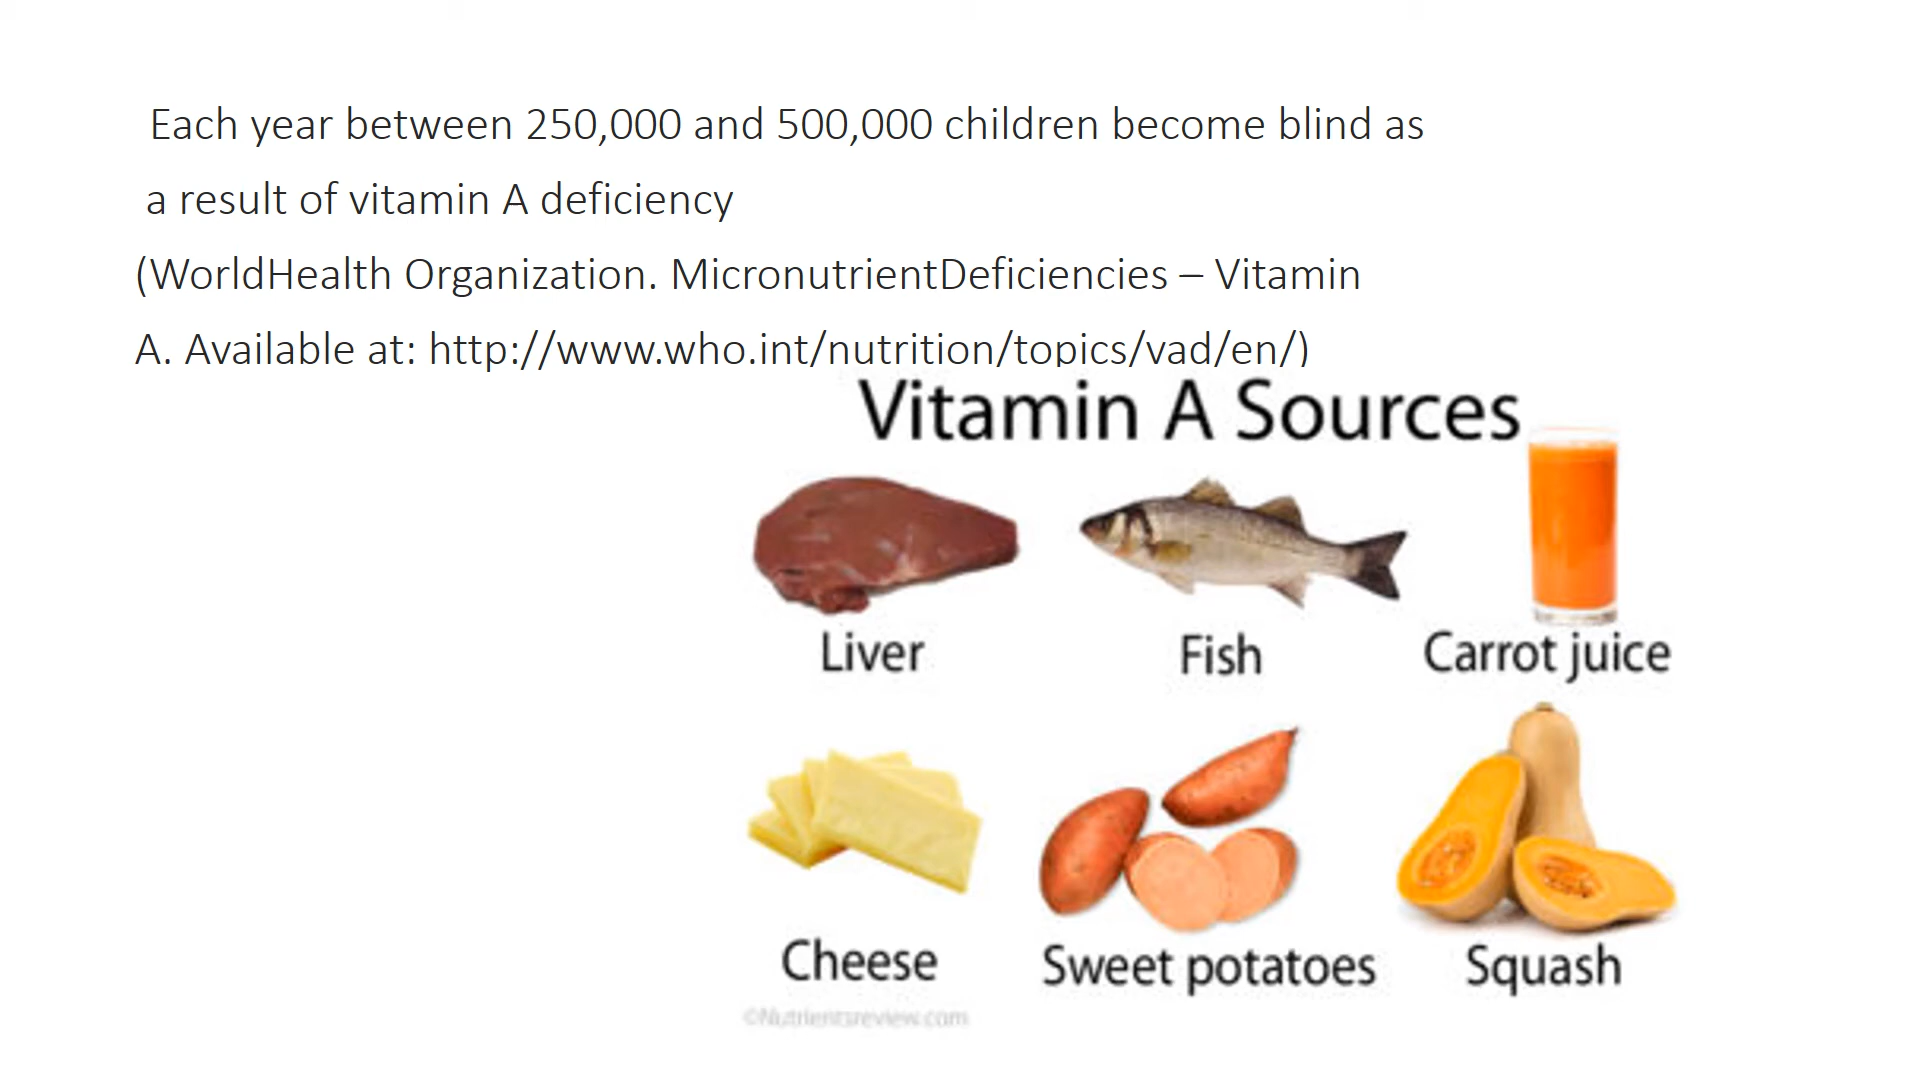 Each year between 250,000 and 500,000 children become blind as
a result of vitamin A deficiency
(WorldHealth Organization. MicronutrientDeficiencies – Vitamin
A. Available at: http://www.who.int/nutrition/topics/vad/en/)
Vitamin A Sources
Liver
Fish
Carrot juice
Cheese
Sweet potatoes
Squash
©Nutrientsreview.com